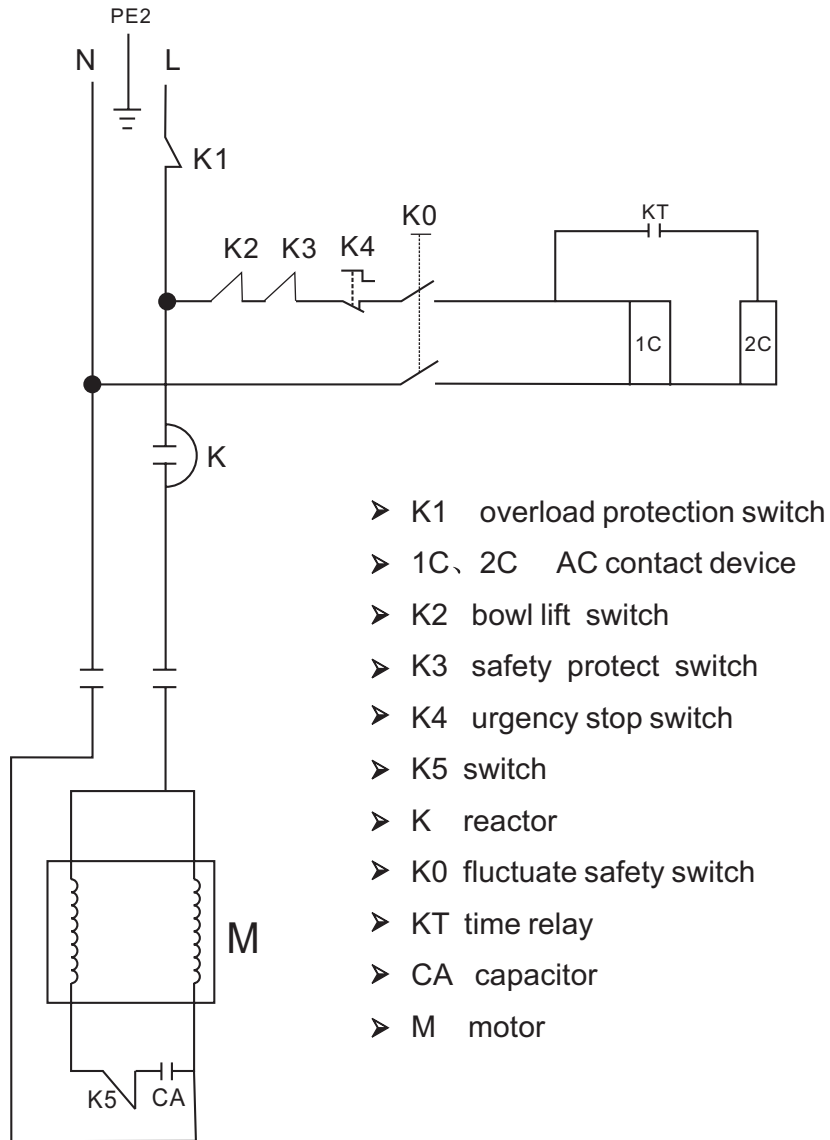 PE2
N L
K1
K0
KT
K2 K3 K4
1C 2C
K
➢ K1 overload protection switch
➢ 1C、2C AC contact device
➢ K2 bowl lift switch
➢ K3 safety protect switch
➢ K4 urgency stop switch
➢ K5 switch
➢ K reactor
➢ K0 fluctuate safety switch
➢ KT time relay
➢ CA capacitor
➢ M motor
M
K5 CA